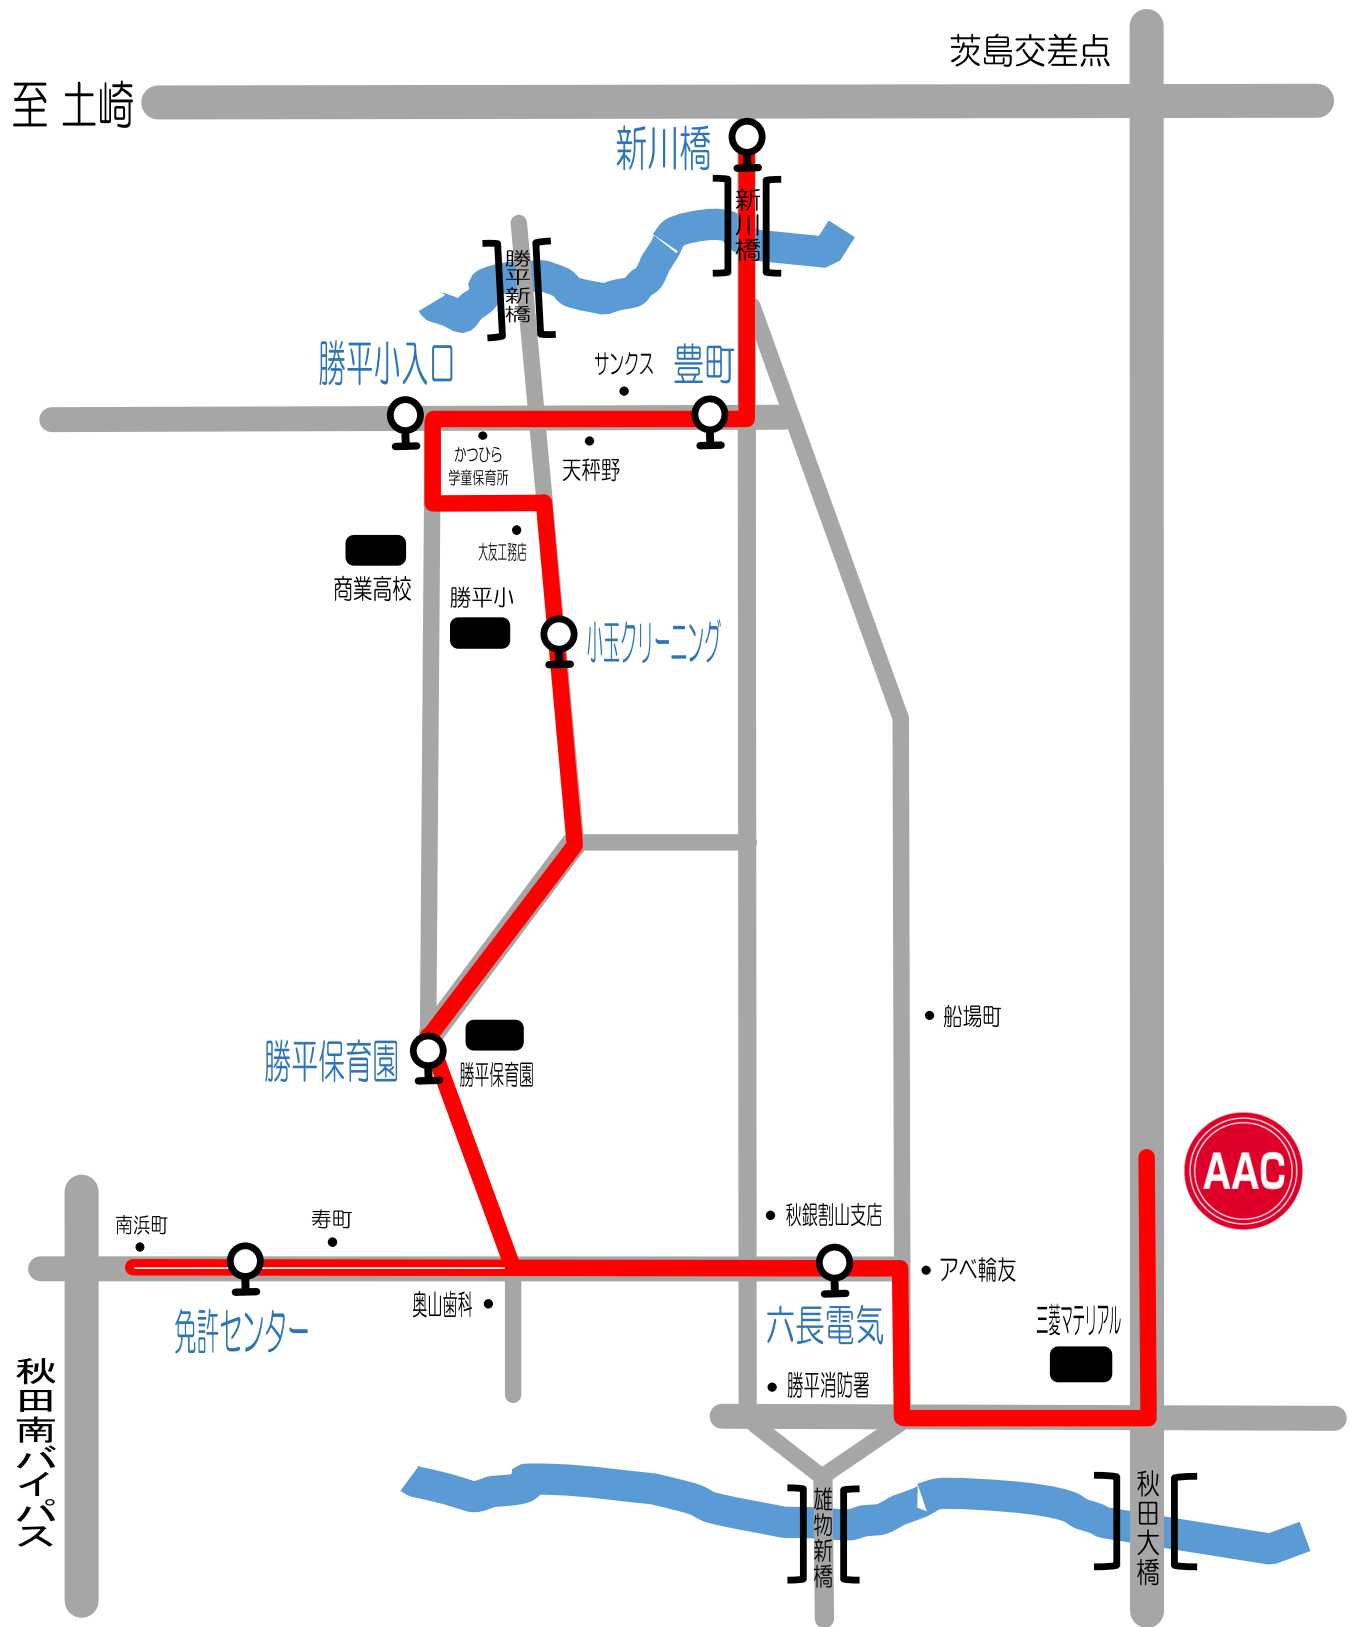 茨島交差点
至 土崎
新川橋
新川橋
勝平新橋
勝平小入口
サンクス
豊町
かつひら
学童保育所
天秤野
大友工務店
商業高校
勝平小
小玉クリーニング
船場町
勝平保育園
勝平保育園
AAC
南浜町
寿町
秋銀割山支店
アベ輪友
奥山歯科
免許センター
六長電気
三菱マテリアル
勝平消防署
秋田南バイパス
雄物新橋
秋田大橋